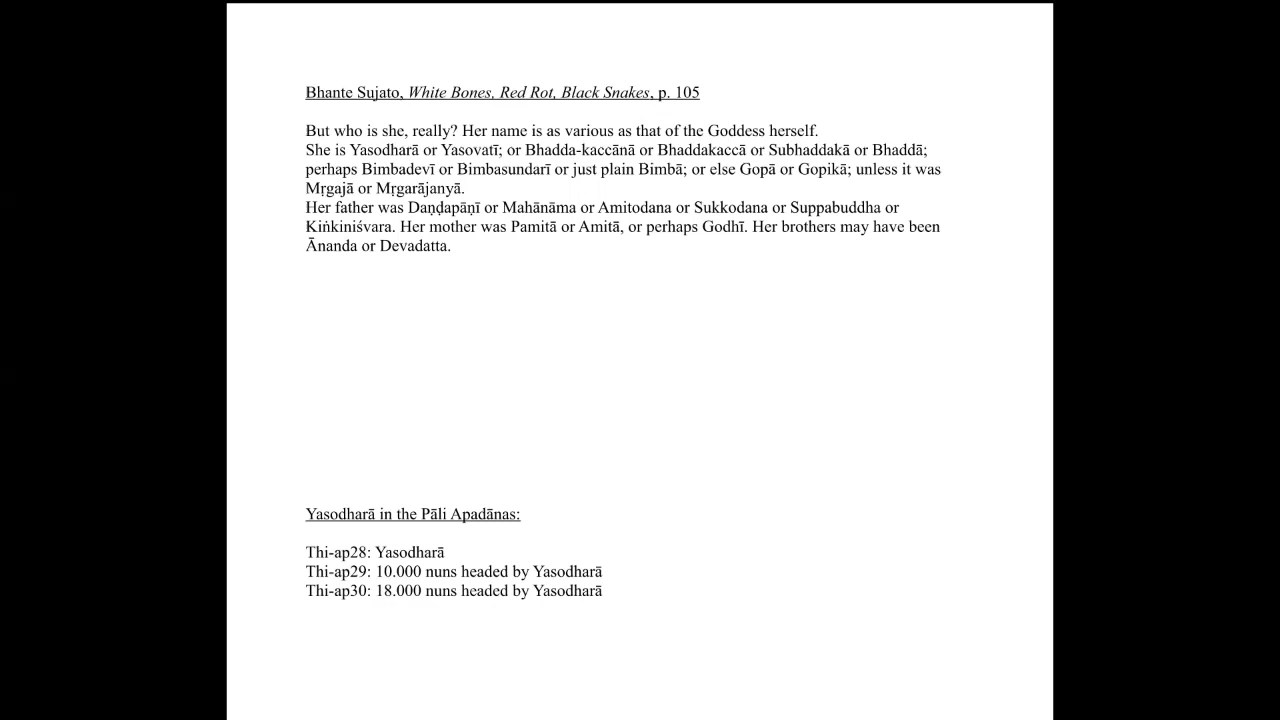 Bhante Sujato, White Bones, Red Rot, Black Snakes, p. 105
But who is she, really? Her name is as various as that of the Goddess herself.
She is Yasodharā or Yasovatī; or Bhadda-kaccānā or Bhaddakaccā or Subhaddakā or Bhaddā;
perhaps Bimbadevī or Bimbasundarī or just plain Bimbā; or else Gopā or Gopikā; unless it was
Mṛgajā or Mṛgarājanyā.
Her father was Daṇḍapāṇī or Mahānāma or Amitodana or Sukkodana or Suppabuddha or
Kiṅkiniśvara. Her mother was Pamitā or Amitā, or perhaps Godhī. Her brothers may have been
Ānanda or Devadatta.
Yasodharā in the Pāli Apadānas:
Thi-ap28: Yasodharā
Thi-ap29: 10.000 nuns headed by Yasodharā
Thi-ap30: 18.000 nuns headed by Yasodharā